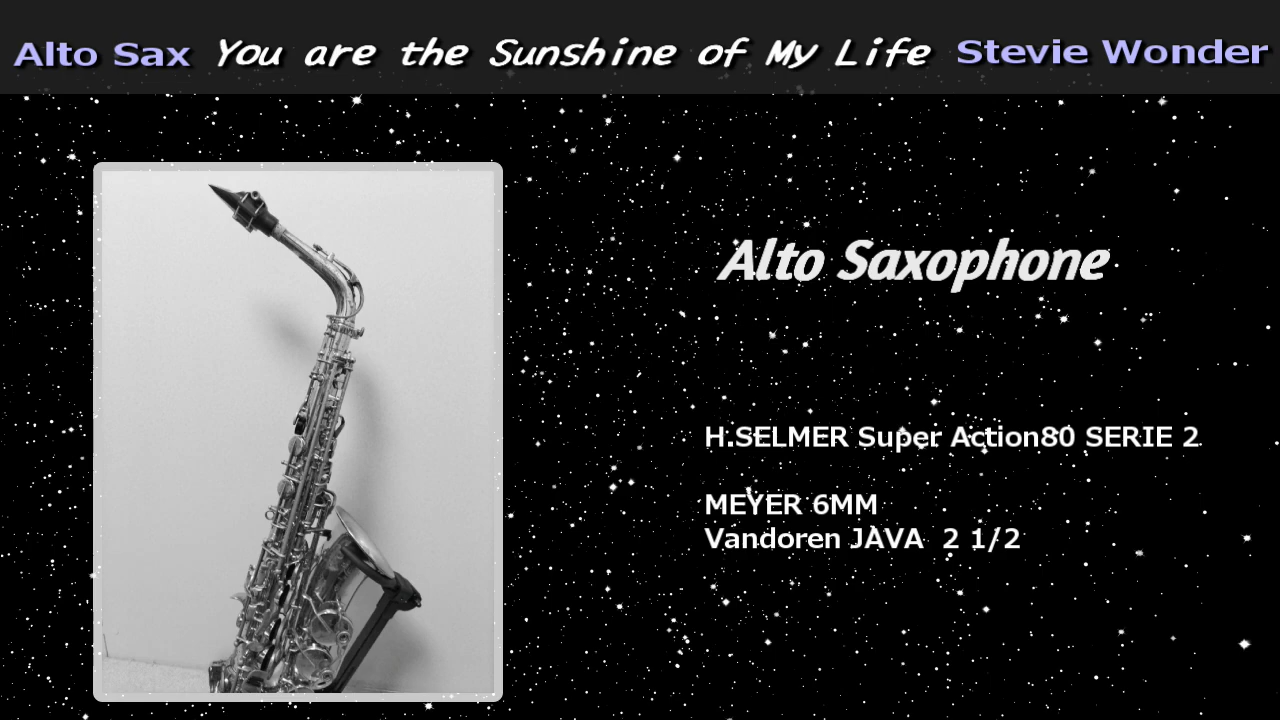 Alto Sax You are the Sunshine of My Life Stevie Wonder
Alto Saxophone
H.SELMER Super Action80 SERIE 2
MEYER 6MM
Vandoren JAVA 2 1/2